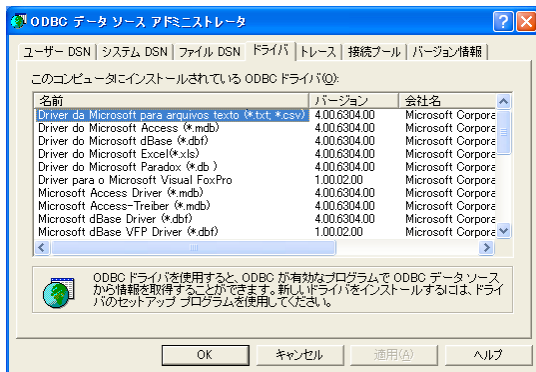 ODBC データ ソース アドミニストレータ
ユーザー DSN システム DSN ファイル DSN ドライバ トレース 接続プール バージョン情報
このコンピュータにインストールされている ODBC ドライバ(O):
名前 バージョン 会社名
Driver da Microsoft para arquivos texto (*.txt; *.csv) 4.00.6304.00 Microsoft Corpora
Driver do Microsoft Access (*.mdb) 4.00.6304.00 Microsoft Corpora
Driver do Microsoft dBase (*.dbf) 4.00.6304.00 Microsoft Corpora
Driver do Microsoft Excel(*.xls) 4.00.6304.00 Microsoft Corpora
Driver do Microsoft Paradox (*.db ) 4.00.6304.00 Microsoft Corpora
Driver para o Microsoft Visual FoxPro 1.00.02.00 Microsoft Corpora
Microsoft Access Driver (*.mdb) 4.00.6304.00 Microsoft Corpora
Microsoft Access-Treiber (*.mdb) 4.00.6304.00 Microsoft Corpora
Microsoft dBase Driver (*.dbf) 4.00.6304.00 Microsoft Corpora
Microsoft dBase VFP Driver (*.dbf) 1.00.02.00 Microsoft Corpora
ODBC ドライバを使用すると、ODBC が有効なプログラムで ODBC データ ソース
から情報を取得することができます。新しいドライバをインストールするには、ドライ
バのセットアップ プログラムを使用してください。
OK キャンセル 適用(A) ヘルプ